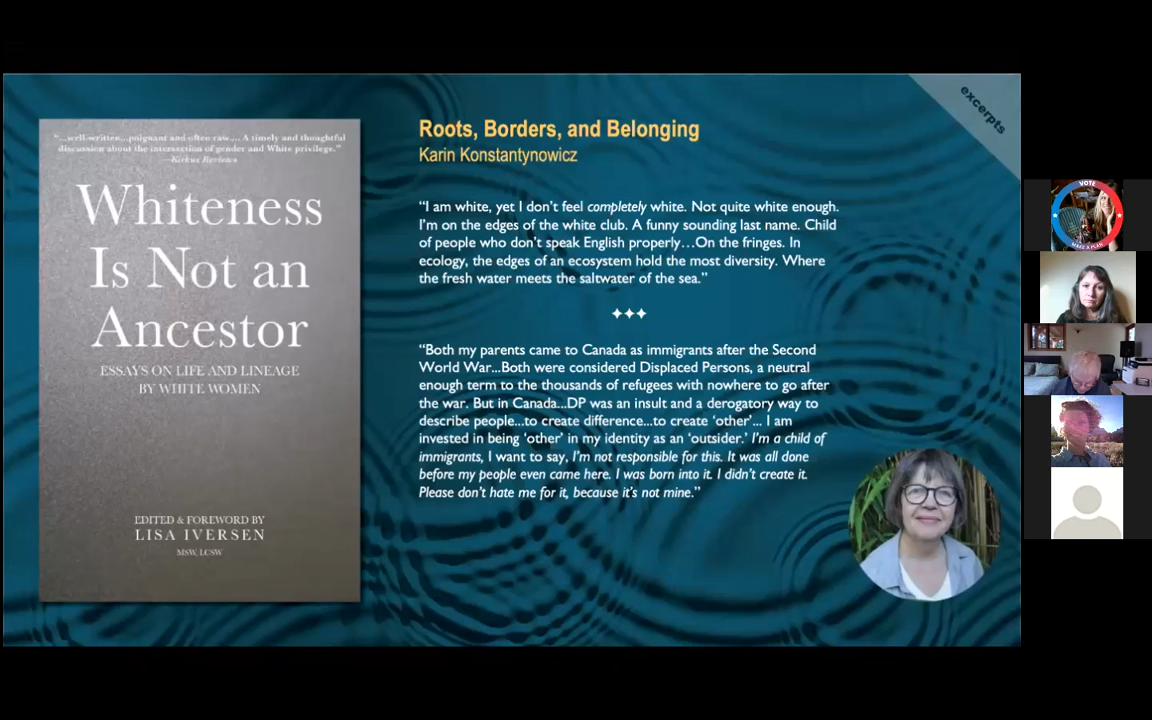 excerpts
"...well-written...poignant and often raw.... A timely and thoughtful
discussion about the intersection of gender and White privilege."
—Kirkus Reviews
Whiteness
Is Not an
Ancestor
ESSAYS ON LIFE AND LINEAGE
BY WHITE WOMEN
EDITED & FOREWORD BY
LISA IVERSEN
MSW, LCSW
Roots, Borders, and Belonging
Karin Konstantynowicz
“I am white, yet I don’t feel completely white. Not quite white enough.
I’m on the edges of the white club. A funny sounding last name. Child
of people who don’t speak English properly…On the fringes. In
ecology, the edges of an ecosystem hold the most diversity. Where
the fresh water meets the saltwater of the sea.”
“Both my parents came to Canada as immigrants after the Second
World War...Both were considered Displaced Persons, a neutral
enough term to the thousands of refugees with nowhere to go after
the war. But in Canada...DP was an insult and a derogatory way to
describe people...to create difference...to create ‘other’... I am
invested in being ‘other’ in my identity as an ‘outsider.’ I’m a child of
immigrants, I want to say, I’m not responsible for this. It was all done
before my people even came here. I was born into it. I didn’t create it.
Please don’t hate me for it, because it’s not mine.”
VOTE
MAKE A PLAN